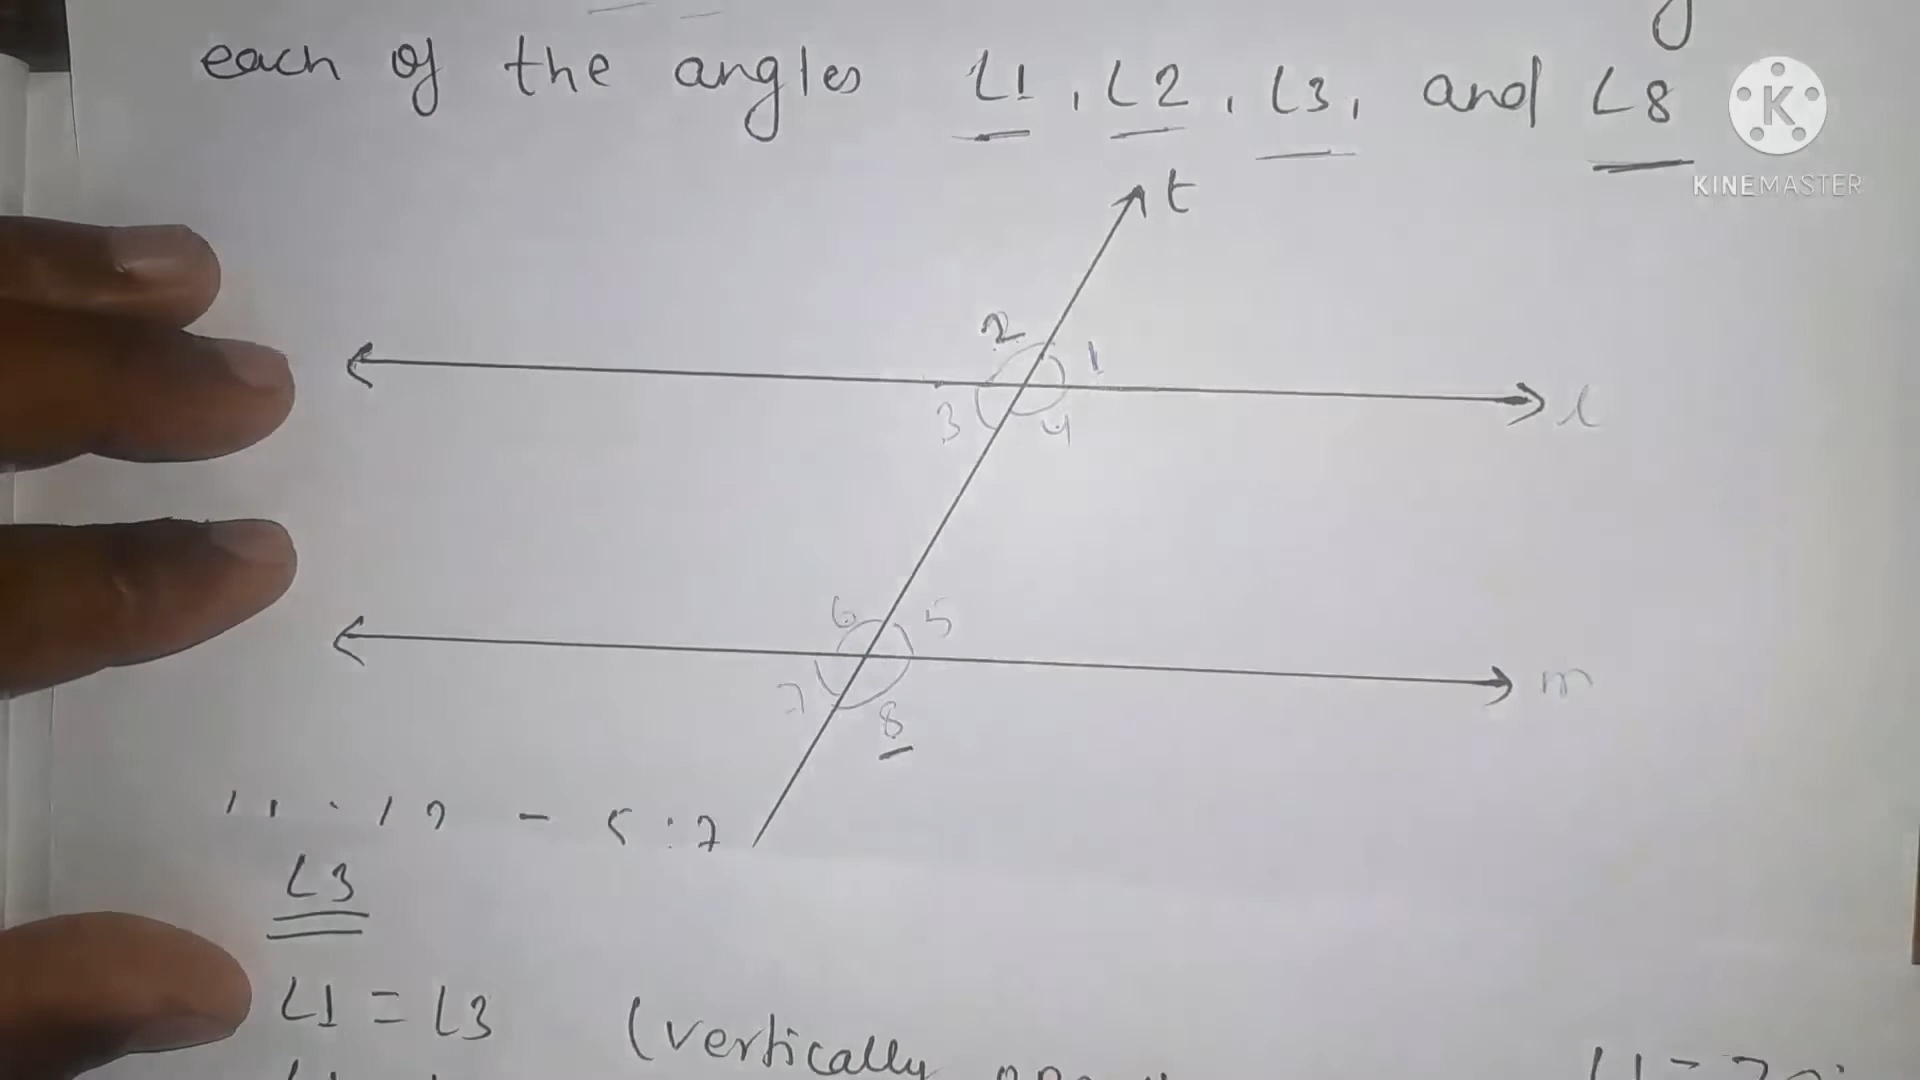 each of the angles ∠1, ∠2, ∠3, and ∠8
KINEMASTER
t
2
1
l
3
4
6
5
m
7
8
∠3
∠1 = ∠3 (vertically